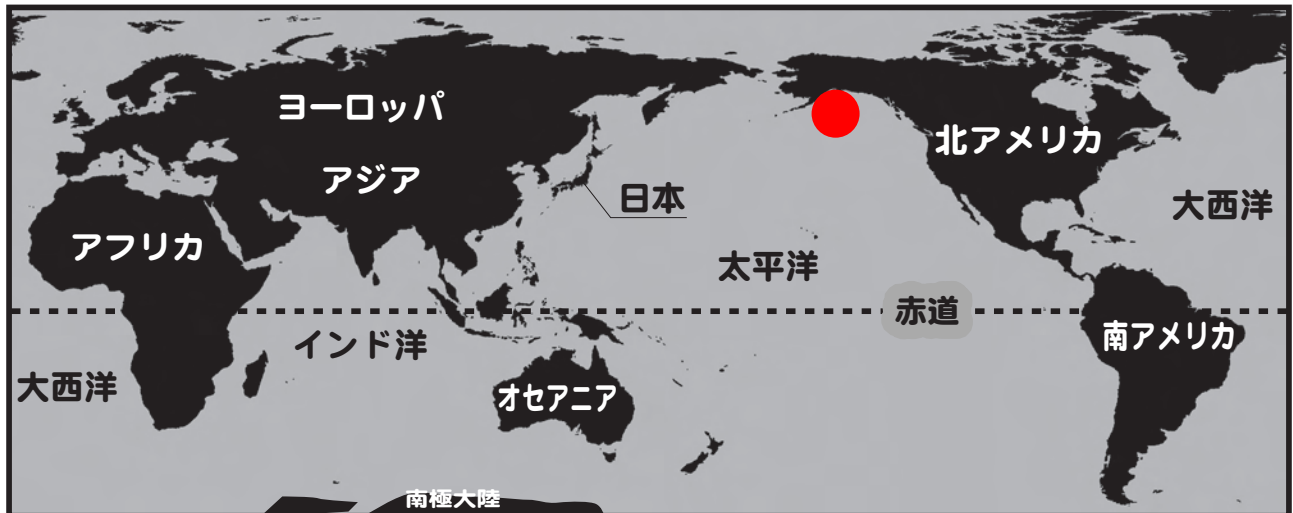 ヨーロッパ
北アメリカ
アジア
日本
大西洋
アフリカ
太平洋
赤道
インド洋
南アメリカ
大西洋
オセアニア
南極大陸